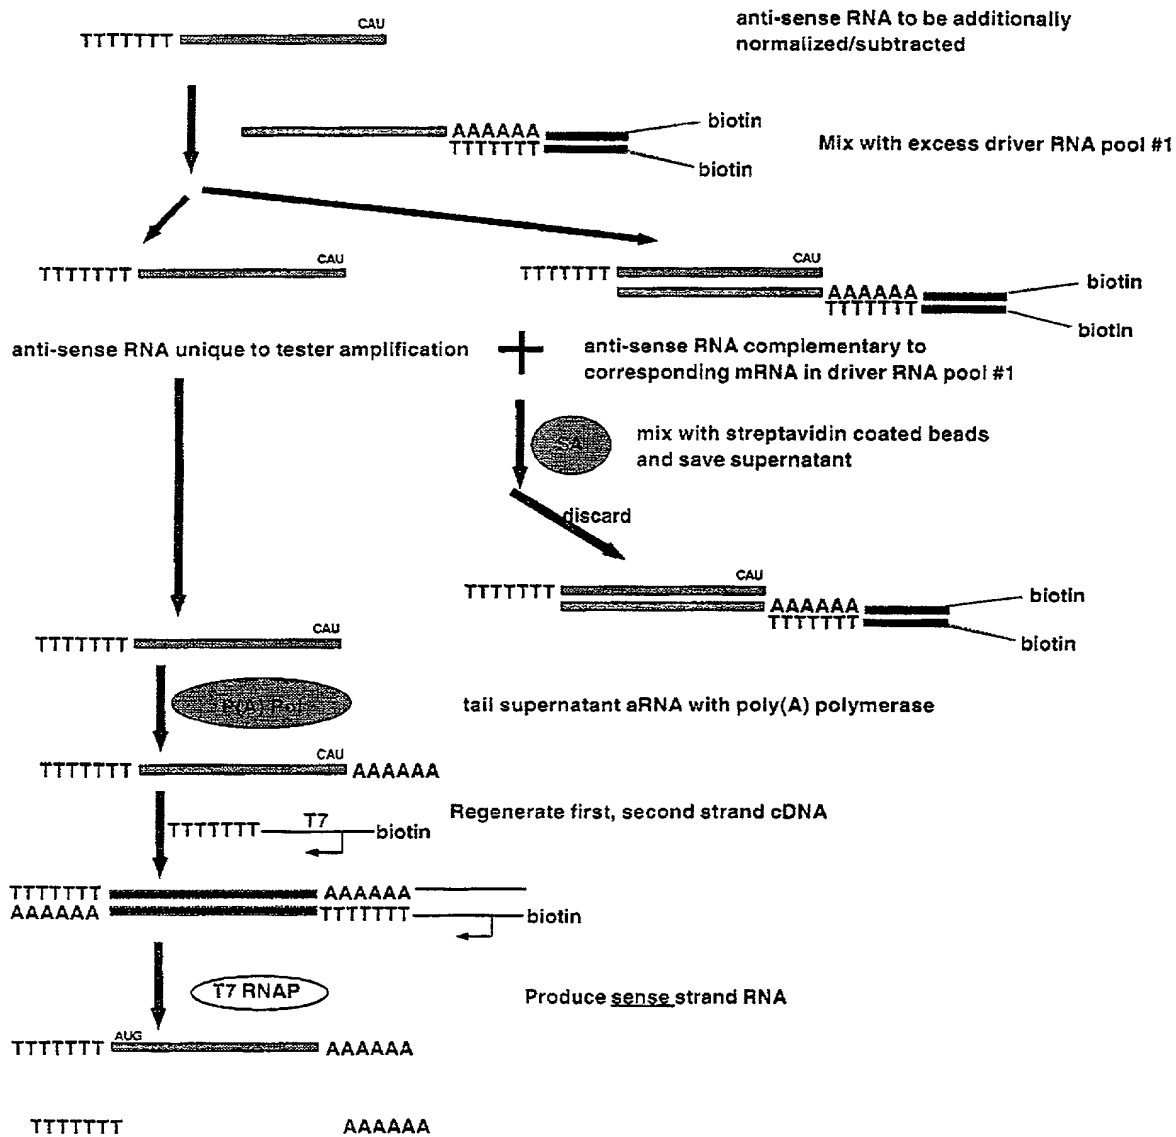 CAU
TTTTTTT
anti-sense RNA to be additionally
normalized/subtracted
AAAAAA
TTTTTTT
biotin
biotin
Mix with excess driver RNA pool #1
TTTTTTT
CAU
TTTTTTT
CAU
AAAAAA
TTTTTTT
biotin
biotin
anti-sense RNA unique to tester amplification
anti-sense RNA complementary to
corresponding mRNA in driver RNA pool #1
SA
mix with streptavidin coated beads
and save supernatant
discard
TTTTTTT
CAU
AAAAAA
TTTTTTT
biotin
biotin
TTTTTTT
CAU
P(A) Pol
tail supernatant aRNA with poly(A) polymerase
TTTTTTT
CAU
AAAAAA
Regenerate first, second strand cDNA
TTTTTTT
T7
biotin
TTTTTTT
AAAAAA
AAAAAA
TTTTTTT
biotin
T7 RNAP
Produce sense strand RNA
TTTTTTT
AUG
AAAAAA
TTTTTTT
AAAAAA